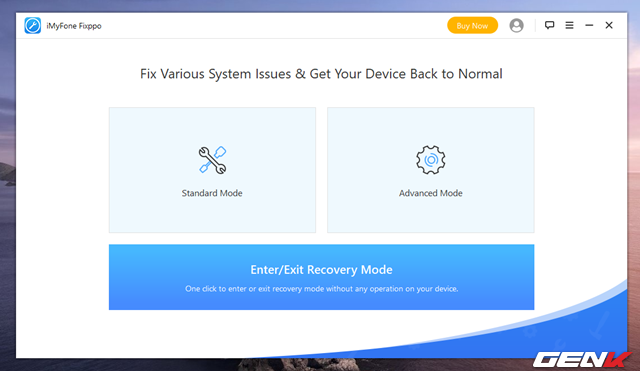 iMyFone Fixppo
Buy Now
Fix Various System Issues & Get Your Device Back to Normal
Standard Mode
Advanced Mode
Enter/Exit Recovery Mode
One click to enter or exit recovery mode without any operation on your device.
GENK